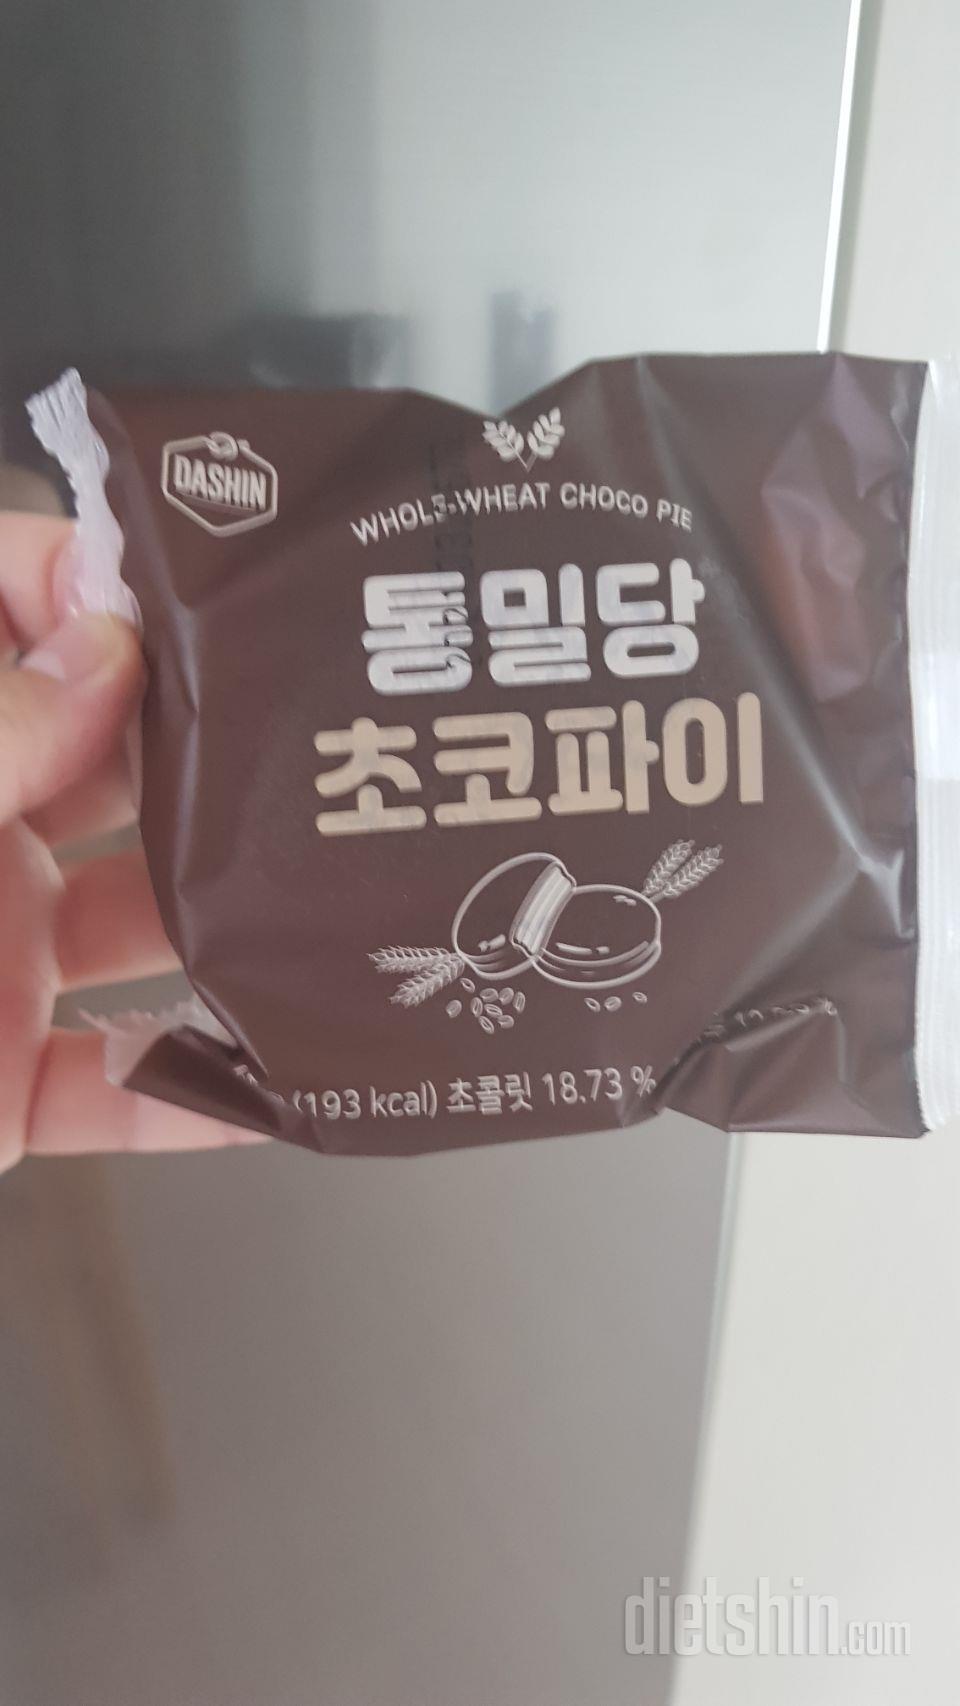 DASHIN
WHOLE-WHEAT CHOCO PIE
통밀당
초코파이
(193 kcal) 초콜릿 18.73 %
dietshin.com